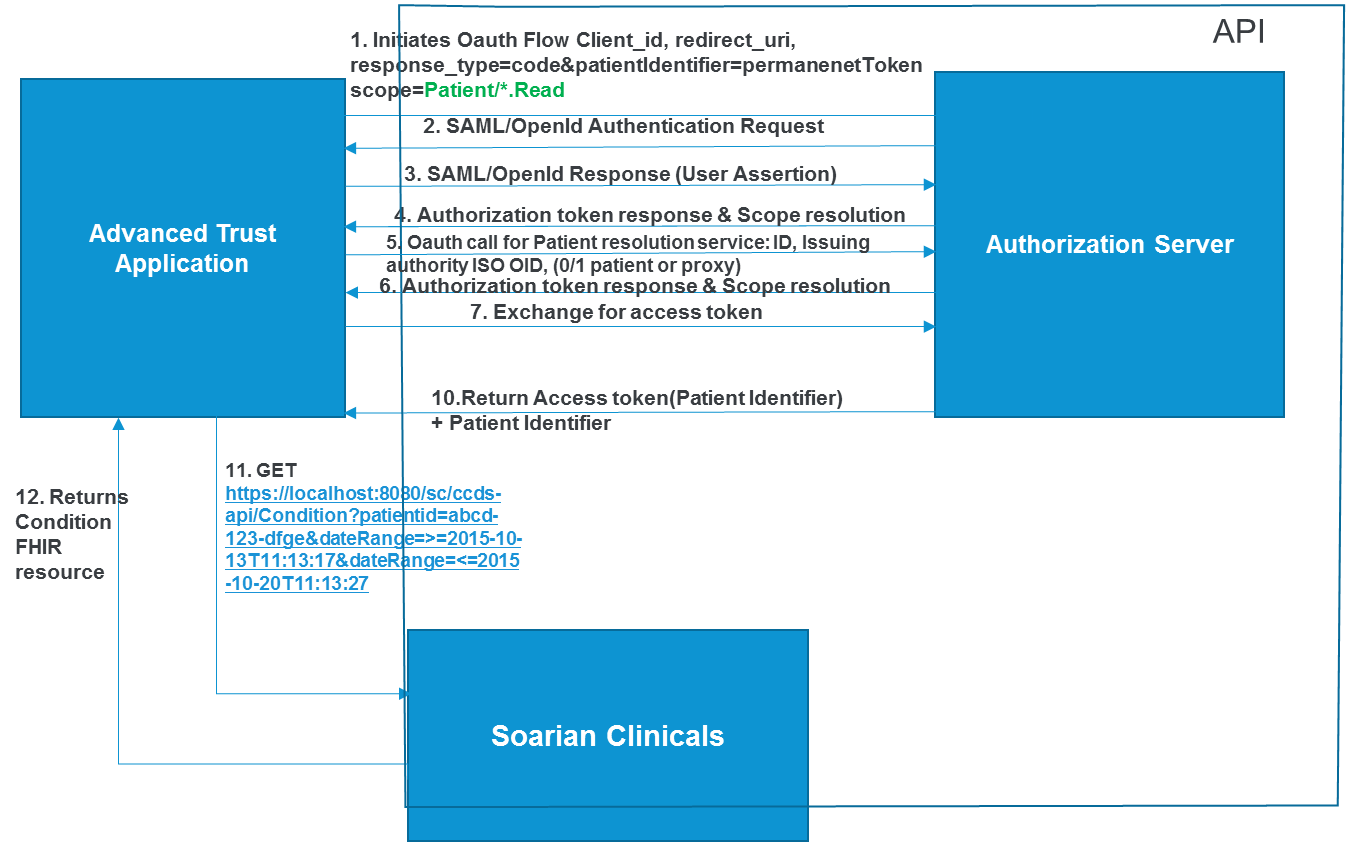 API
1. Initiates Oauth Flow Client_id, redirect_uri,
response_type=code&patientIdentifier=permanenetToken
scope=Patient/*.Read
2. SAML/OpenId Authentication Request
3. SAML/OpenId Response (User Assertion)
4. Authorization token response & Scope resolution
5. Oauth call for Patient resolution service: ID, Issuing
authority ISO OID, (0/1 patient or proxy)
6. Authorization token response & Scope resolution
7. Exchange for access token
Advanced Trust
Application
Authorization Server
10.Return Access token(Patient Identifier)
+ Patient Identifier
11. GET
https://localhost:8080/sc/ccds-
api/Condition?patientid=abcd-
123-dfge&dateRange=>=2015-10-
13T11:13:17&dateRange=<=2015
-10-20T11:13:27
12. Returns
Condition
FHIR
resource
Soarian Clinicals